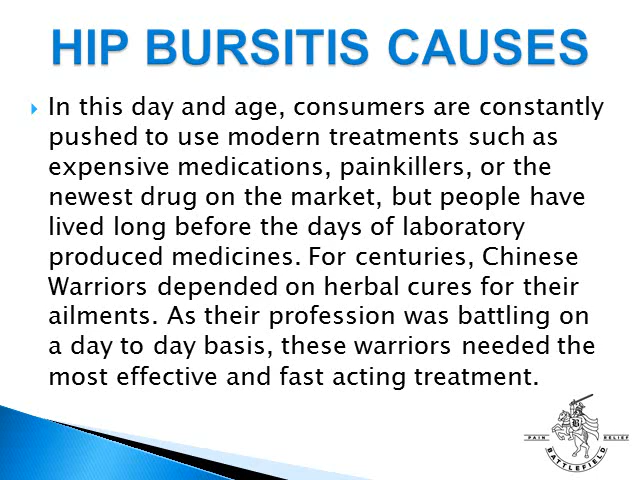 HIP BURSITIS CAUSES
In this day and age, consumers are constantly
pushed to use modern treatments such as
expensive medications, painkillers, or the
newest drug on the market, but people have
lived long before the days of laboratory
produced medicines. For centuries, Chinese
Warriors depended on herbal cures for their
ailments. As their profession was battling on
a day to day basis, these warriors needed the
most effective and fast acting treatment.
B
PAIN RELIEF
BATTLEFIELD